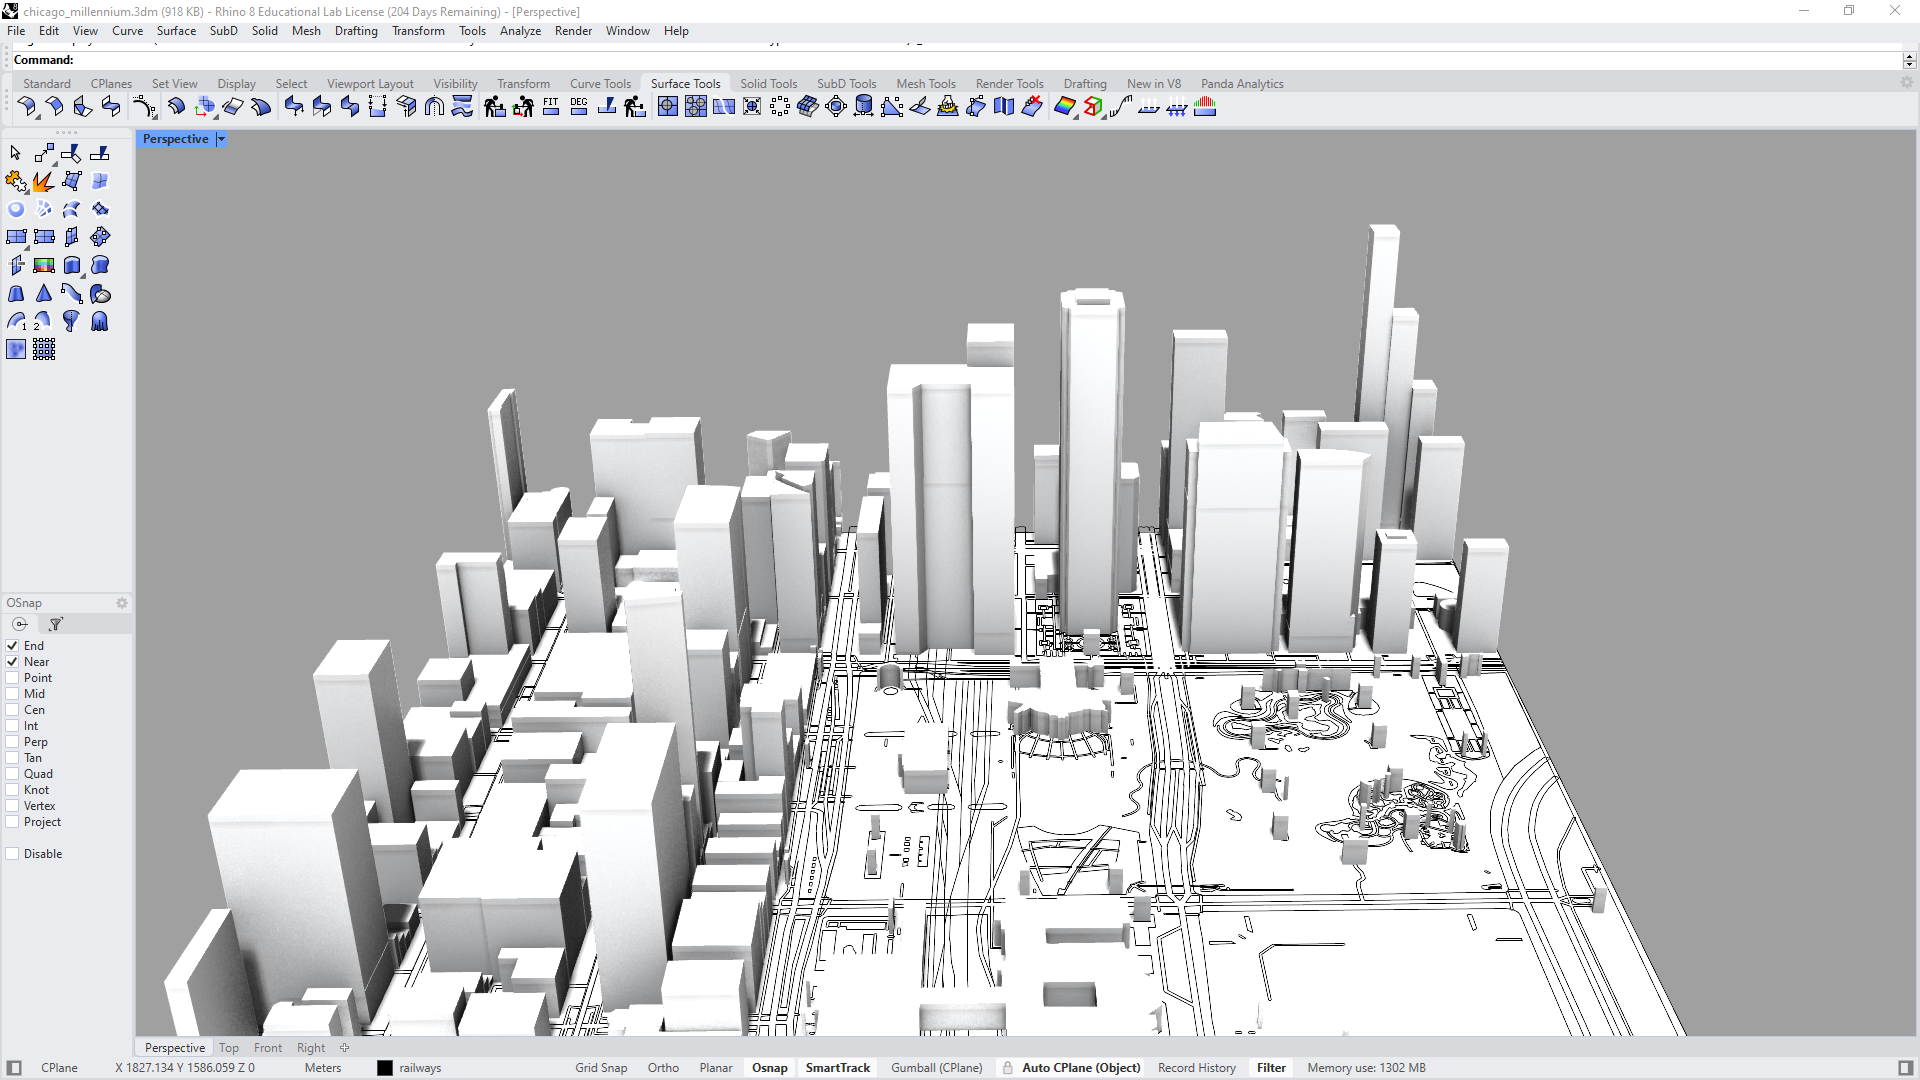 chicago_millennium.3dm (918 KB) - Rhino 8 Educational Lab License (204 Days Remaining) - [Perspective]
File Edit View Curve Surface SubD Solid Mesh Drafting Transform Tools Analyze Render Window Help
Command:
Standard CPlanes Set View Display Select Viewport Layout Visibility Transform Curve Tools Surface Tools Solid Tools SubD Tools Mesh Tools Render Tools Drafting New in V8 Panda Analytics
FIT DEG
Perspective
1 2
OSnap
End
Near
Point
Mid
Cen
Int
Perp
Tan
Quad
Knot
Vertex
Project
Disable
Perspective Top Front Right
CPlane X 1827.134 Y 1586.059 Z 0 Meters railways Grid Snap Ortho Planar Osnap SmartTrack Gumball (CPlane) Auto CPlane (Object) Record History Filter Memory use: 1302 MB